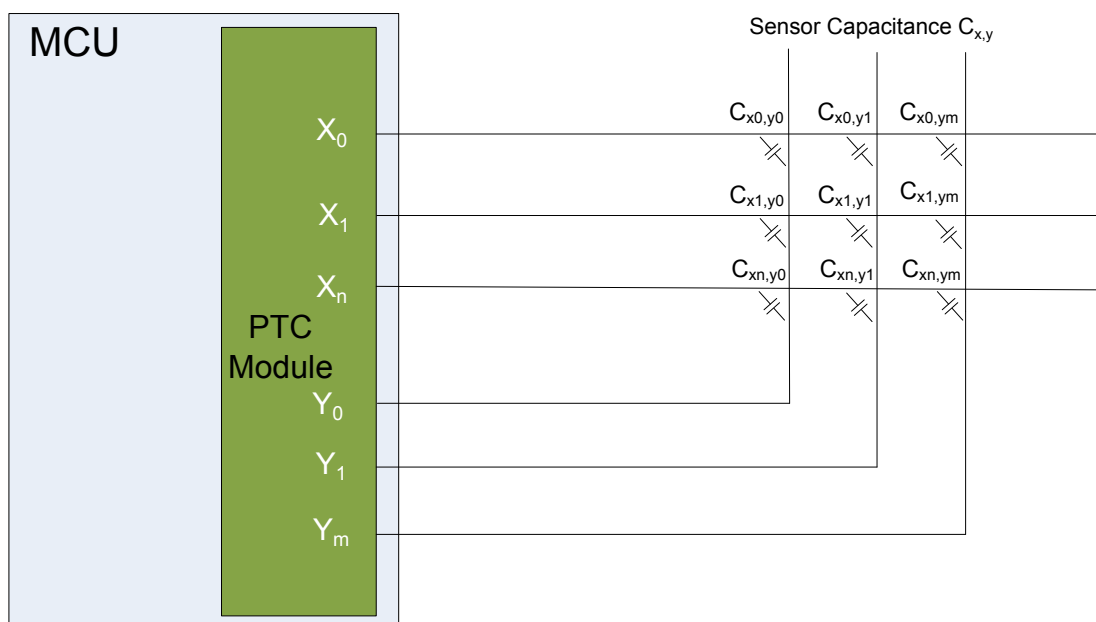 MCU
Sensor Capacitance Cx,y
X0
Cx0,y0 Cx0,y1 Cx0,ym
X1
Cx1,y0 Cx1,y1 Cx1,ym
Xn
Cxn,y0 Cxn,y1 Cxn,ym
PTC
Module
Y0
Y1
Ym